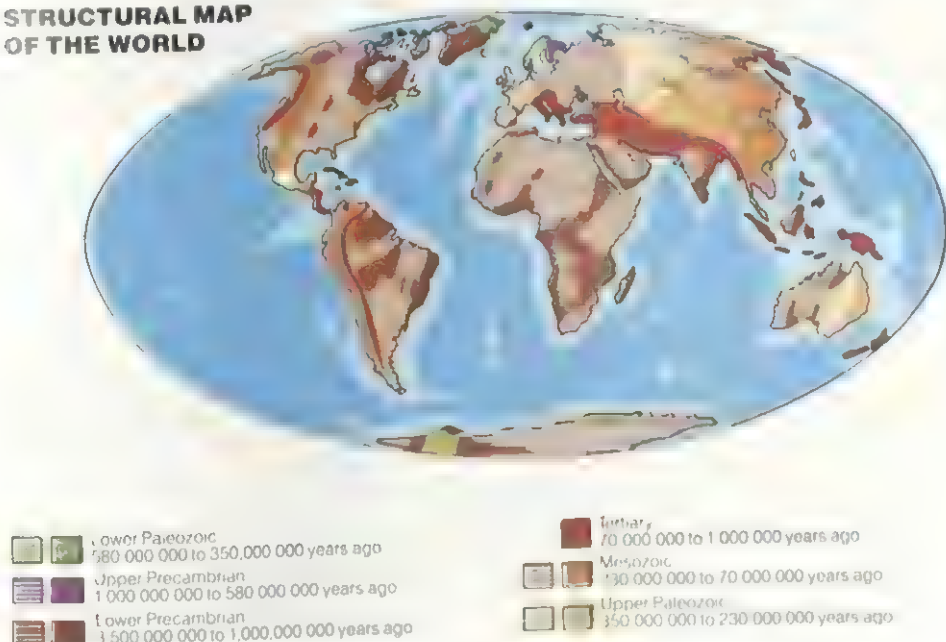 STRUCTURAL MAP
OF THE WORLD
Lower Paleozoic
580 000 000 to 350,000 000 years ago
Upper Precambrian
1 000 000 000 to 580 000 000 years ago
Lower Precambrian
3 500 000 000 to 1,000,000 000 years ago
Tertiary
70 000 000 to 1 000 000 years ago
Mesozoic
230 000 000 to 70 000 000 years ago
Upper Paleozoic
350 000 000 to 230 000 000 years ago